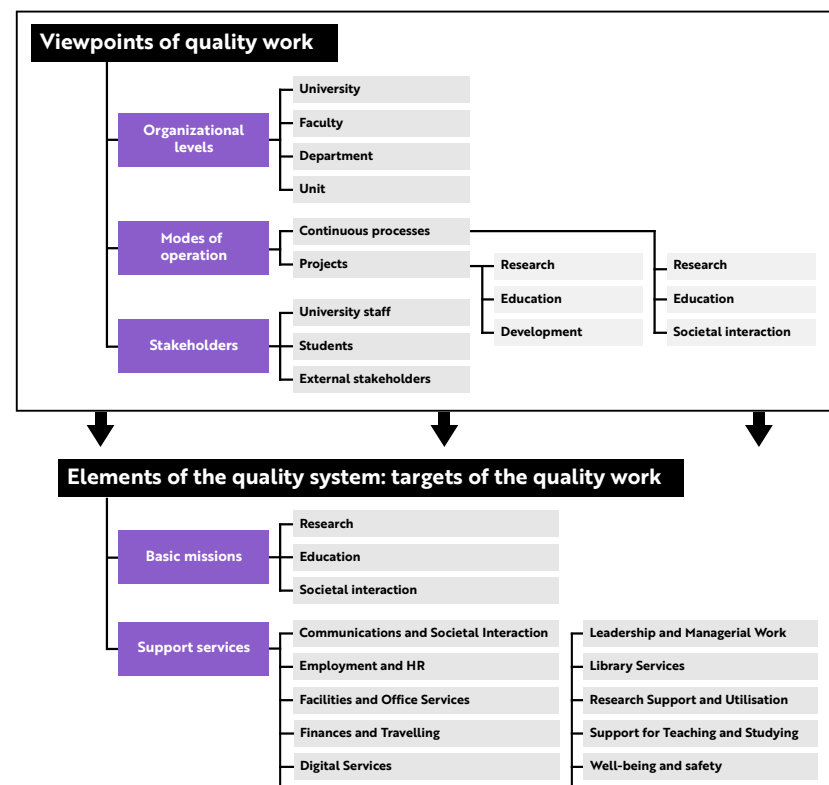 Viewpoints of quality work
Organizational
levels
University
Faculty
Department
Unit
Modes of
operation
Continuous processes
Projects
Research
Education
Development
Research
Education
Societal interaction
Stakeholders
University staff
Students
External stakeholders
Elements of the quality system: targets of the quality work
Basic missions
Research
Education
Societal interaction
Support services
Communications and Societal Interaction
Employment and HR
Facilities and Office Services
Finances and Travelling
Digital Services
Leadership and Managerial Work
Library Services
Research Support and Utilisation
Support for Teaching and Studying
Well-being and safety